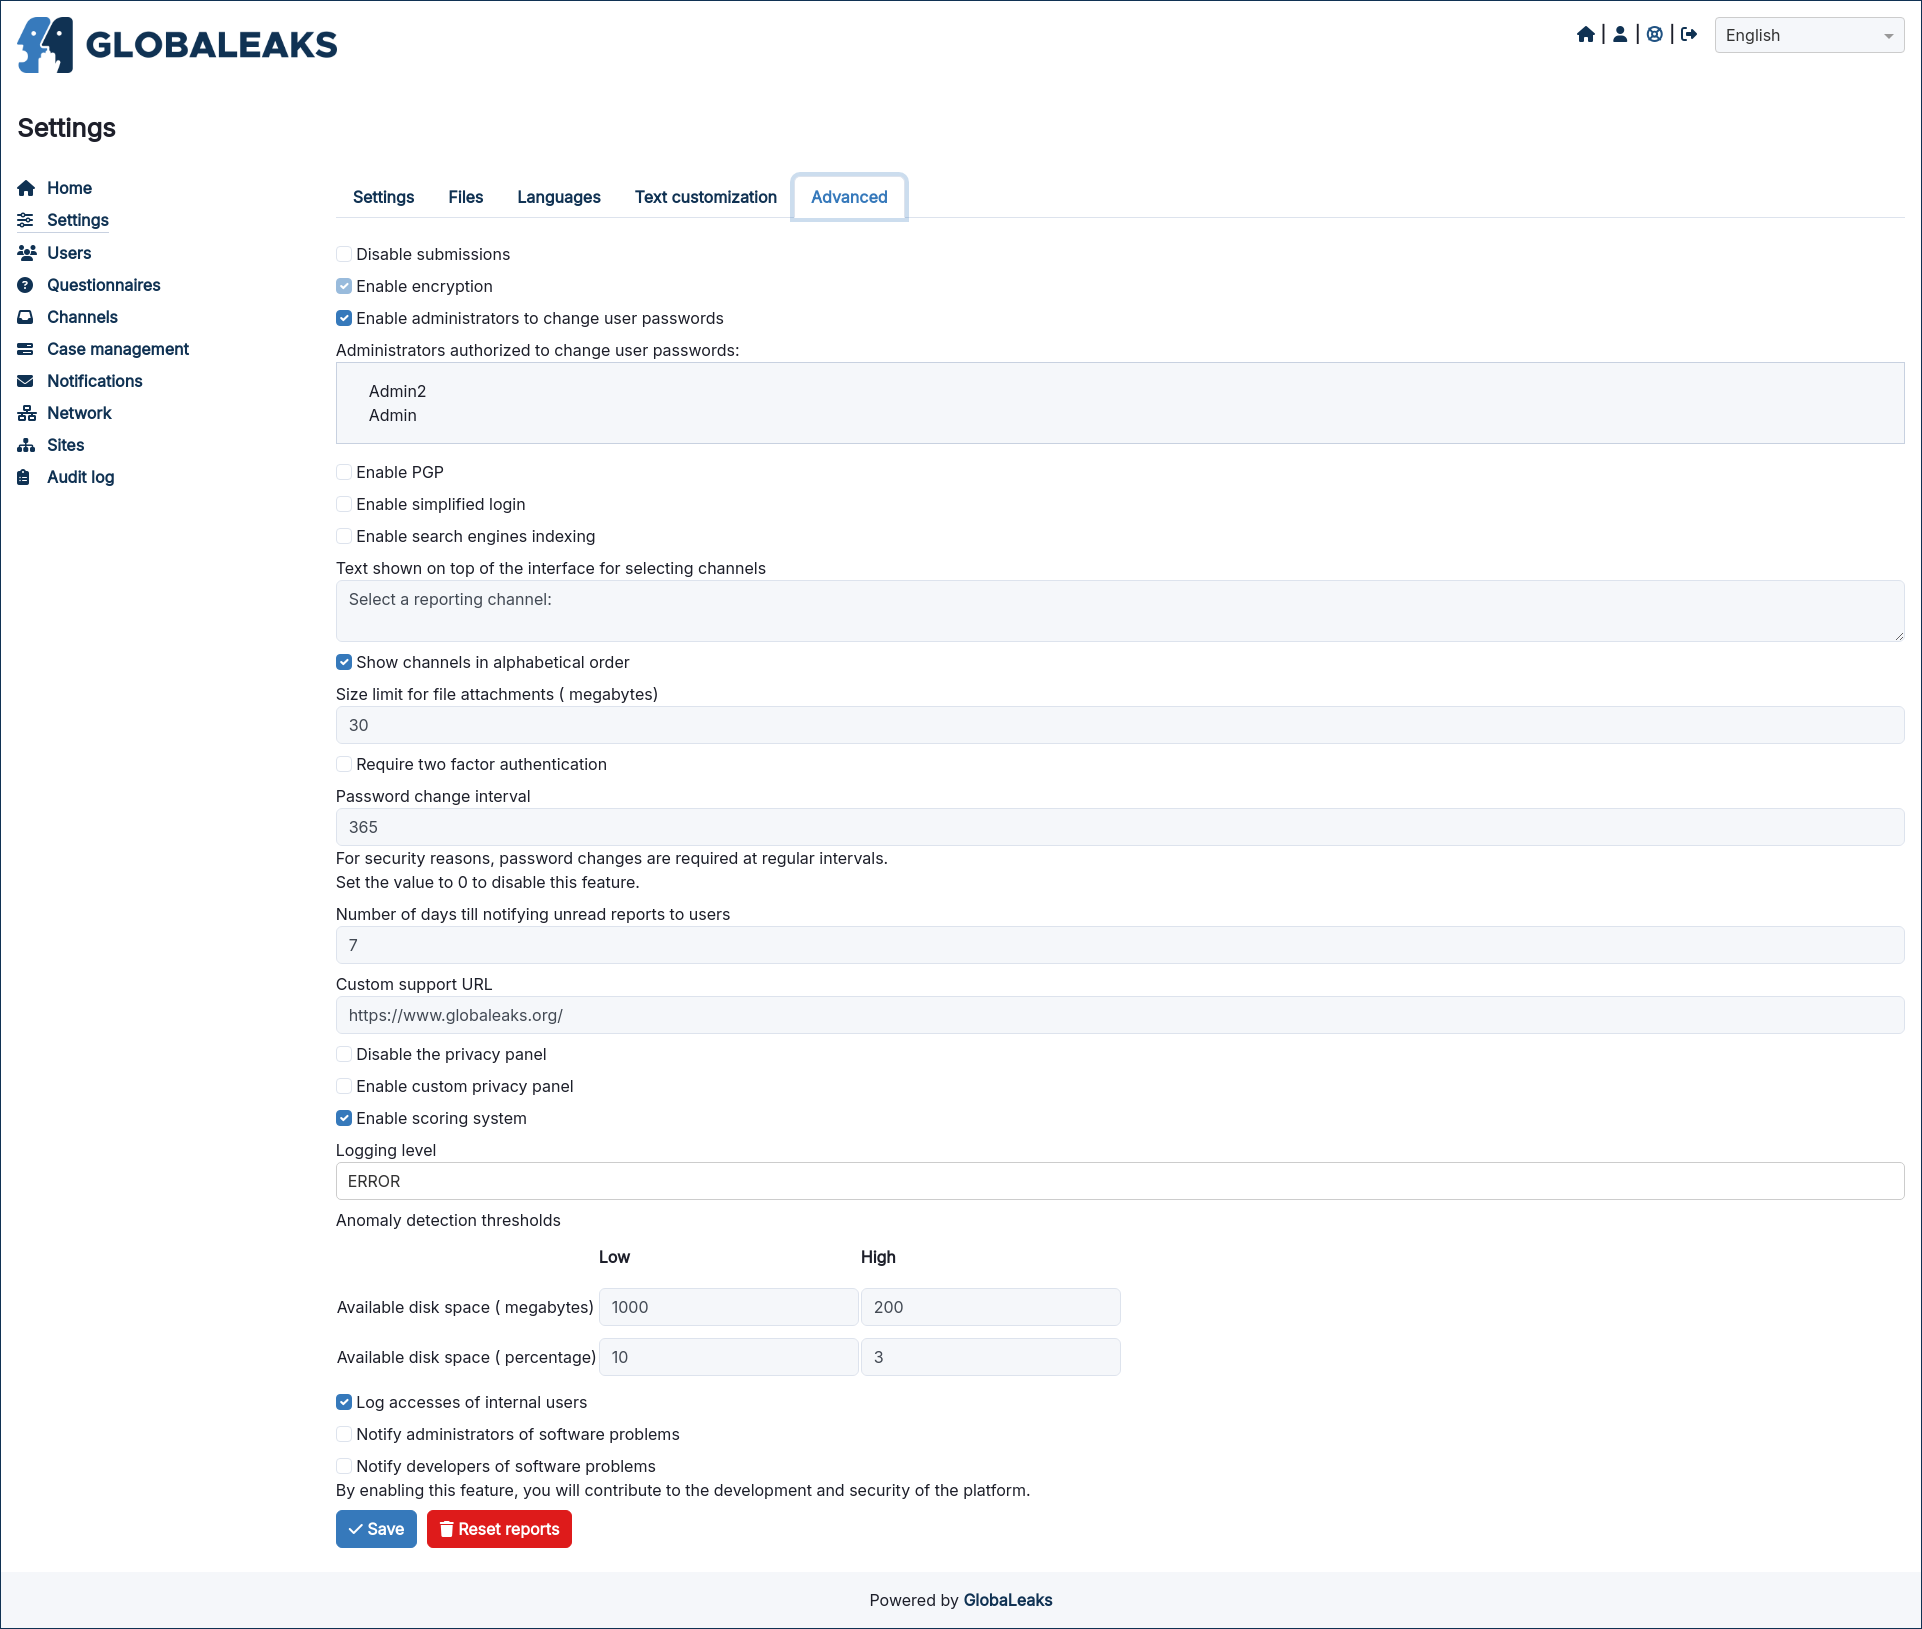 GLOBALEAKS
English
Settings
Home
Settings
Users
Questionnaires
Channels
Case management
Notifications
Network
Sites
Audit log
Settings Files Languages Text customization Advanced
Disable submissions
Enable encryption
Enable administrators to change user passwords
Administrators authorized to change user passwords:
Admin2
Admin
Enable PGP
Enable simplified login
Enable search engines indexing
Text shown on top of the interface for selecting channels
Select a reporting channel:
Show channels in alphabetical order
Size limit for file attachments ( megabytes)
30
Require two factor authentication
Password change interval
365
For security reasons, password changes are required at regular intervals.
Set the value to 0 to disable this feature.
Number of days till notifying unread reports to users
7
Custom support URL
https://www.globaleaks.org/
Disable the privacy panel
Enable custom privacy panel
Enable scoring system
Logging level
ERROR
Anomaly detection thresholds
Low High
Available disk space ( megabytes) 1000 200
Available disk space ( percentage) 10 3
Log accesses of internal users
Notify administrators of software problems
Notify developers of software problems
By enabling this feature, you will contribute to the development and security of the platform.
Save Reset reports
Powered by GlobaLeaks